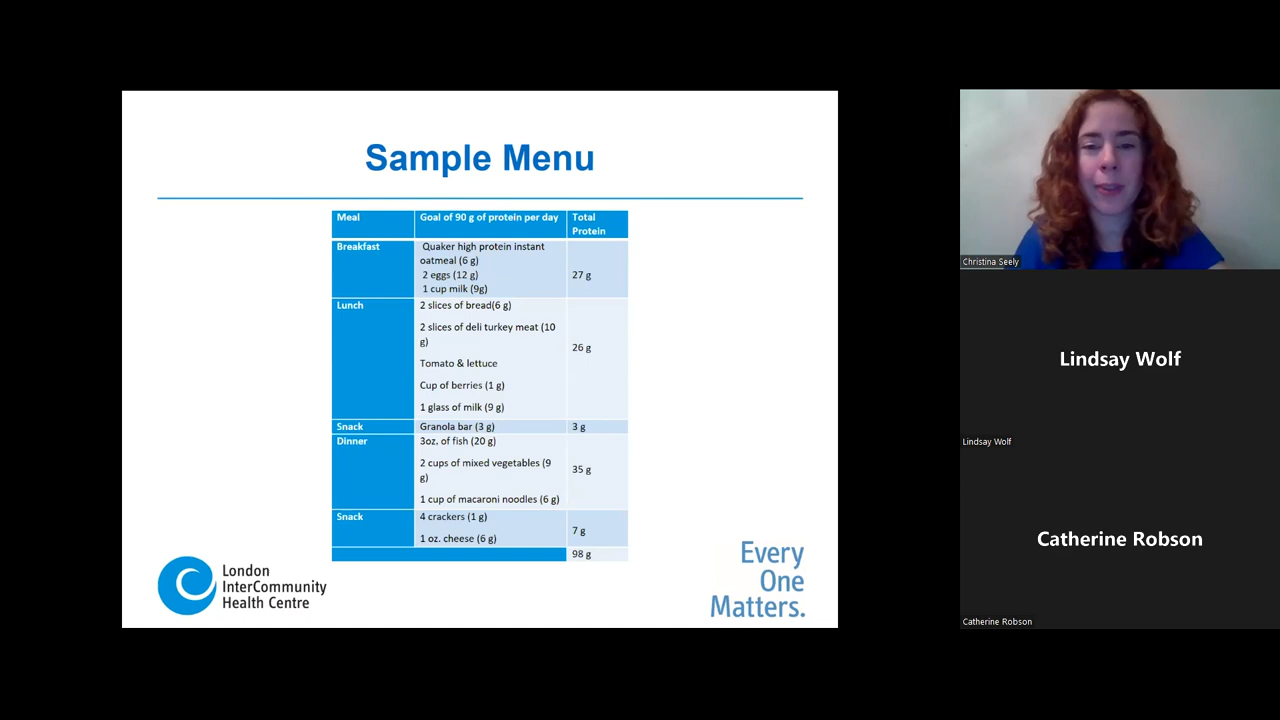 Sample Menu
Meal
Goal of 90 g of protein per day
Total
Protein
Breakfast
Quaker high protein instant
oatmeal (6 g)
2 eggs (12 g)
1 cup milk (9g)
27 g
Lunch
2 slices of bread(6 g)
2 slices of deli turkey meat (10
g)
Tomato & lettuce
Cup of berries (1 g)
1 glass of milk (9 g)
26 g
Snack
Granola bar (3 g)
3 g
Dinner
3oz. of fish (20 g)
2 cups of mixed vegetables (9
g)
1 cup of macaroni noodles (6 g)
35 g
Snack
4 crackers (1 g)
1 oz. cheese (6 g)
7 g
98 g
London
InterCommunity
Health Centre
Every
One
Matters.
Christina Seely
Lindsay Wolf
Lindsay Wolf
Catherine Robson
Catherine Robson